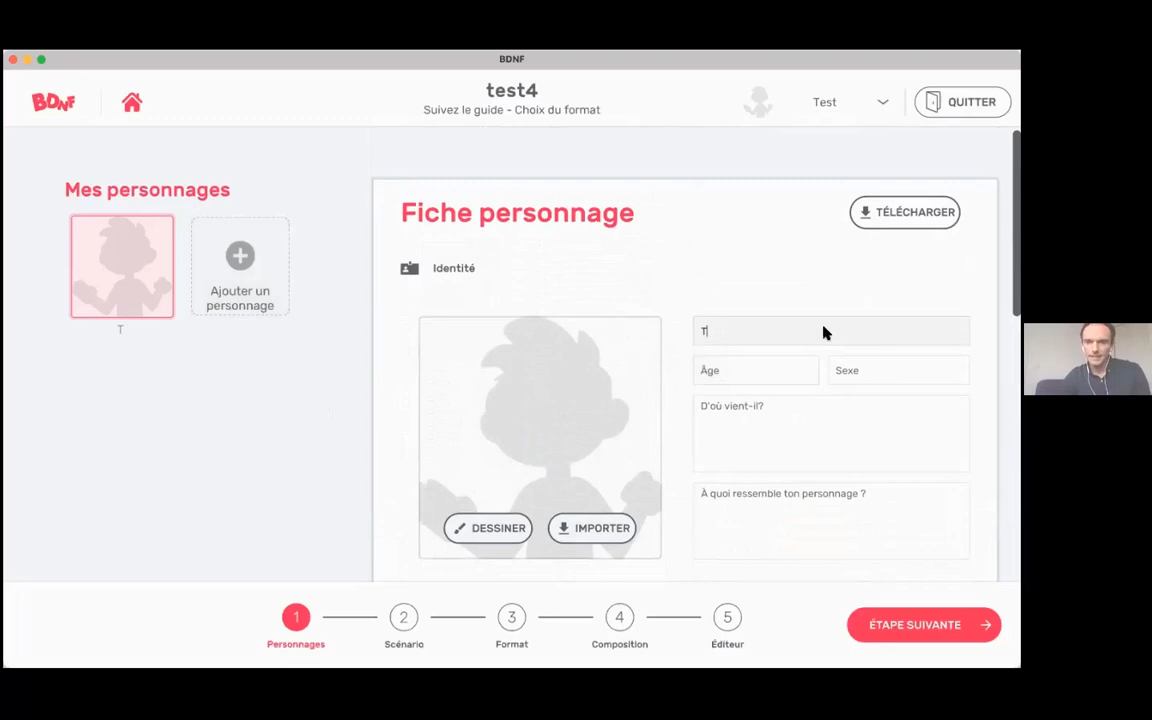 BDNF
BDNF
test4
Suivez le guide - Choix du format
Test
QUITTER
Mes personnages
T
Ajouter un
personnage
Fiche personnage
TÉLÉCHARGER
Identité
T
Âge
Sexe
D'où vient-il?
À quoi ressemble ton personnage ?
DESSINER
IMPORTER
1
2
3
4
5
Personnages
Scénario
Format
Composition
Éditeur
ÉTAPE SUIVANTE